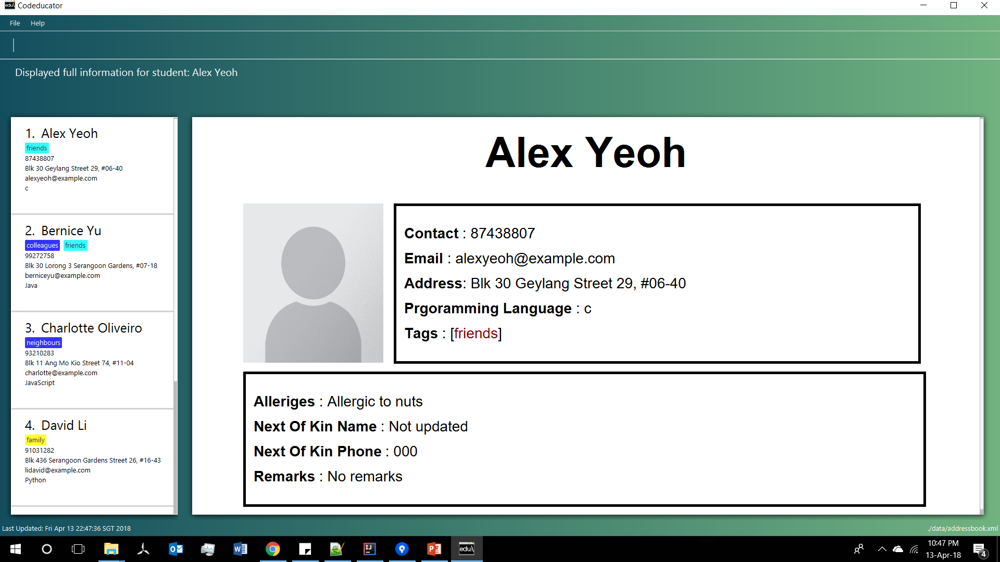 edu\ Codeducator
File Help
Displayed full information for student: Alex Yeoh
1. Alex Yeoh
friends
87438807
Blk 30 Geylang Street 29, #06-40
alexyeoh@example.com
c
2. Bernice Yu
colleagues friends
99272758
Blk 30 Lorong 3 Serangoon Gardens, #07-18
berniceyu@example.com
Java
3. Charlotte Oliveiro
neighbours
93210283
Blk 11 Ang Mo Kio Street 74, #11-04
charlotte@example.com
JavaScript
4. David Li
family
91031282
Blk 436 Serangoon Gardens Street 26, #16-43
lidavid@example.com
Python
Alex Yeoh
Contact : 87438807
Email : alexyeoh@example.com
Address: Blk 30 Geylang Street 29, #06-40
Prgoramming Language : c
Tags : [friends]
Alleriges : Allergic to nuts
Next Of Kin Name : Not updated
Next Of Kin Phone : 000
Remarks : No remarks
Last Updated: Fri Apr 13 22:47:36 SGT 2018
./data/addressbook.xml
edu\
10:47 PM
13-Apr-18
4